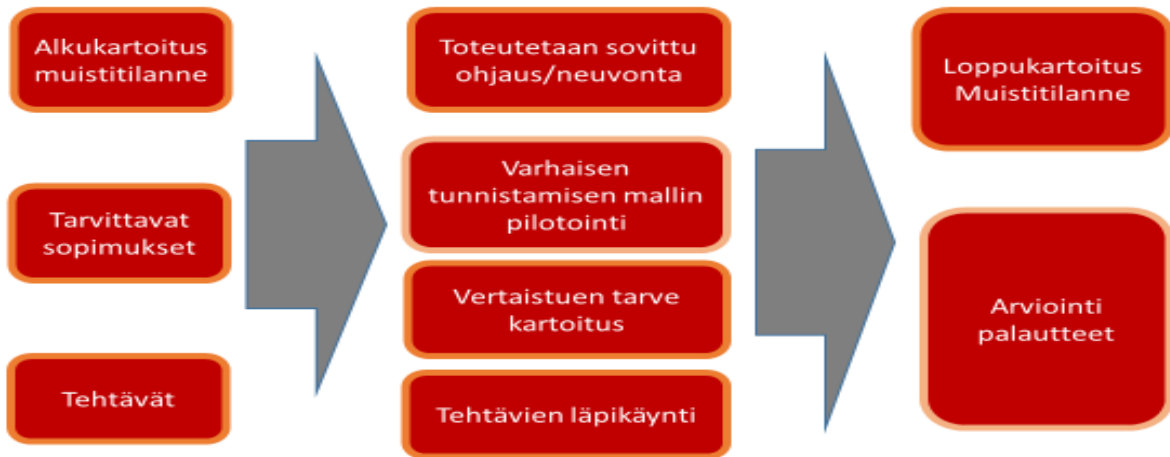 Alkukartoitus
muistitilanne
Tarvittavat
sopimukset
Tehtävät
Toteutetaan sovittu
ohjaus/neuvonta
Varhaisen
tunnistamisen mallin
pilotointi
Vertaistuen tarve
kartoitus
Tehtävien läpikäynti
Loppukartoitus
Muistitilanne
Arviointi
palautteet